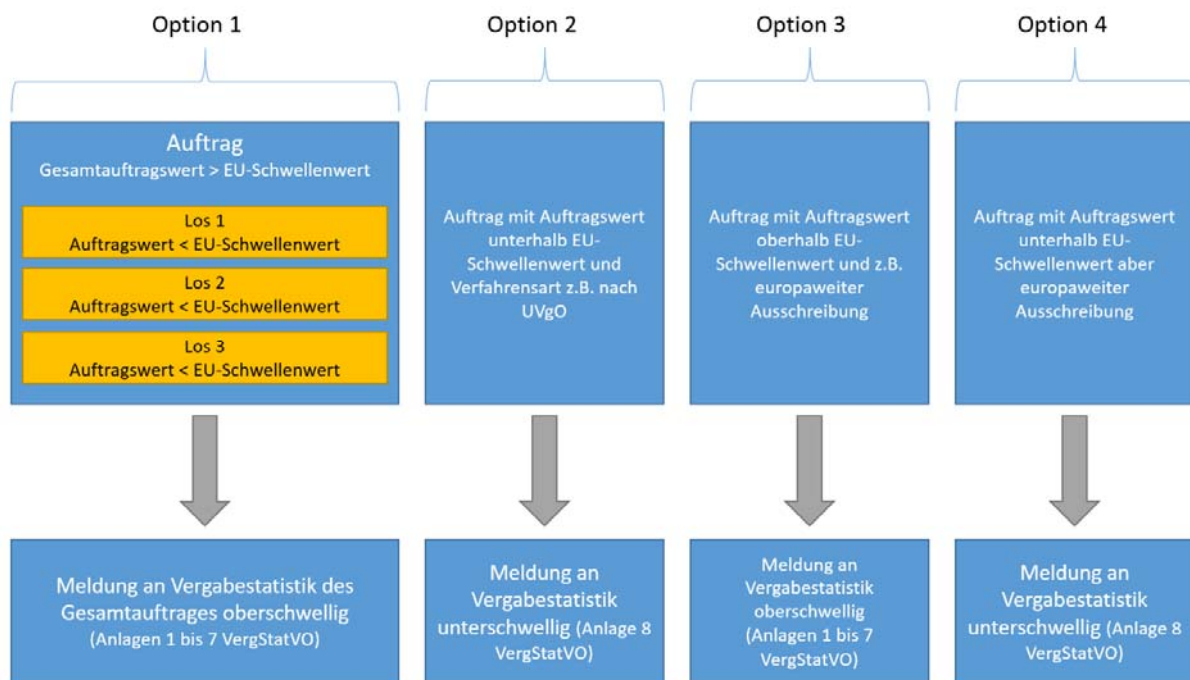 Option 1
Auftrag
Gesamtauftragswert > EU-Schwellenwert
Los 1
Auftragswert < EU-Schwellenwert
Los 2
Auftragswert < EU-Schwellenwert
Los 3
Auftragswert < EU-Schwellenwert
Meldung an Vergabestatistik des
Gesamtauftrages oberschwellig
(Anlagen 1 bis 7 VergStatVO)
Option 2
Auftrag mit Auftragswert
unterhalb EU-
Schwellenwert und
Verfahrensart z.B. nach
UVgO
Meldung an
Vergabestatistik
unterschwellig (Anlage 8
VergStatVO)
Option 3
Auftrag mit Auftragswert
oberhalb EU-
Schwellenwert und z.B.
europaweiter
Ausschreibung
Meldung an
Vergabestatistik
oberschwellig
(Anlagen 1 bis 7
VergStatVO)
Option 4
Auftrag mit Auftragswert
unterhalb EU-
Schwellenwert aber
europaweiter
Ausschreibung
Meldung an
Vergabestatistik
unterschwellig (Anlage 8
VergStatVO)